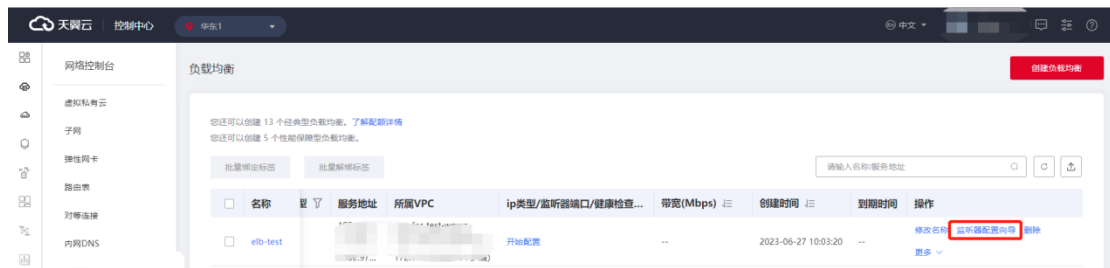 天翼云 控制中心 华东1 中文
网络控制台 负载均衡 创建负载均衡
虚拟私有云
您还可以创建 13 个经典型负载均衡。了解配额详情
子网
您还可以创建 5 个性能保障型负载均衡。
弹性网卡 批量绑定标签 批量解绑标签 请输入名称/服务地址
路由表
名称 型 服务地址 所属VPC ip类型/监听器端口/健康检查... 带宽(Mbps) 创建时间 到期时间 操作
对等连接
修改名称 监听器配置向导 删除
内网DNS elb-test 开始配置 -- 2023-06-27 10:03:20 --
更多